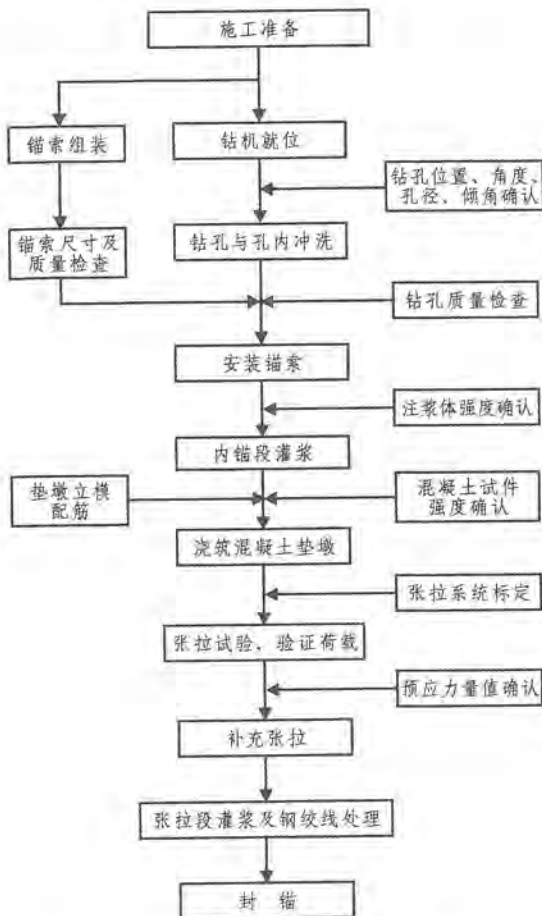 施工准备
锚索组装
钻机就位
钻孔位置、角度、
孔径、倾角确认
锚索尺寸及
质量检查
钻孔与孔内冲洗
钻孔质量检查
安装锚索
注浆体强度确认
内锚段灌浆
垫墩立模
配筋
混凝土试件
强度确认
浇筑混凝土垫墩
张拉系统标定
张拉试验、验证荷载
预应力量值确认
补充张拉
张拉段灌浆及钢绞线处理
封 锚